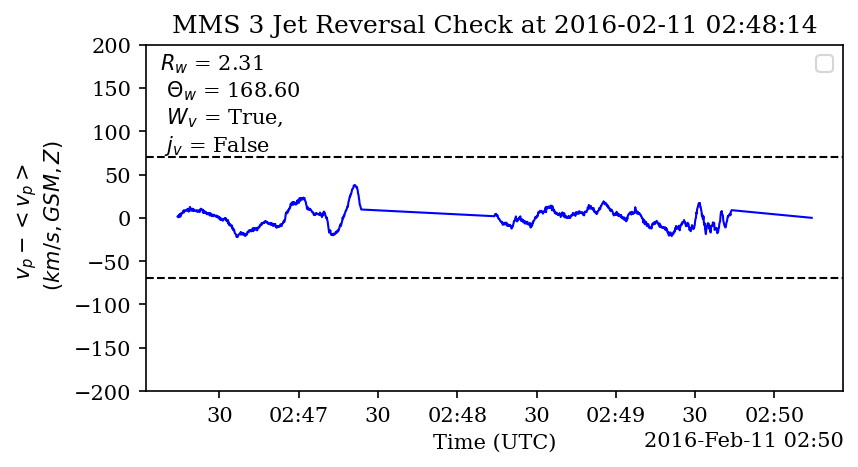 MMS 3 Jet Reversal Check at 2016-02-11 02:48:14
R_w = 2.31
Θ_w = 168.60
W_v = True,
j_v = False
v_p − < v_p >
(km/s, GSM, Z)
200
150
100
50
0
−50
−100
−150
−200
30 02:47 30 02:48 30 02:49 30 02:50
Time (UTC)
2016-Feb-11 02:50